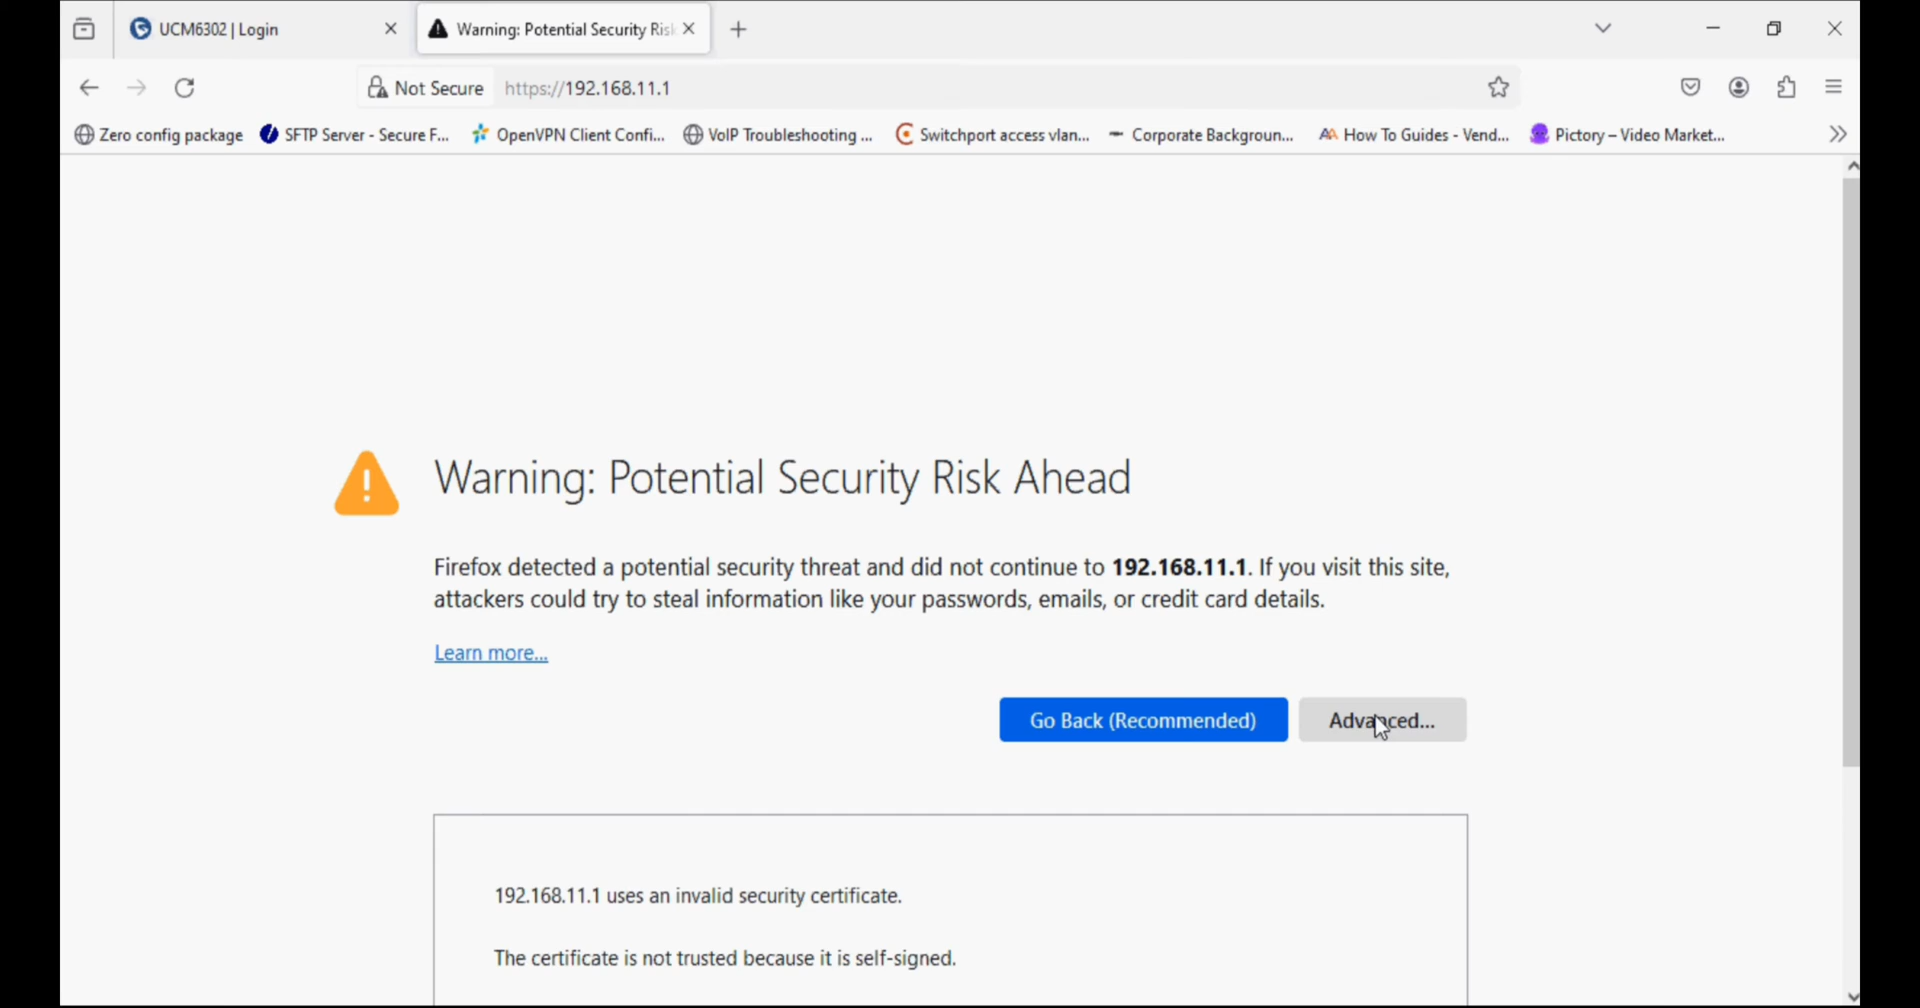 UCM6302 | Login
Warning: Potential Security Ris
Not Secure
https://192.168.11.1
Zero config package
SFTP Server - Secure F...
OpenVPN Client Confi...
VoIP Troubleshooting ...
Switchport access vlan...
Corporate Backgroun...
How To Guides - Vend...
Pictory – Video Market...
Warning: Potential Security Risk Ahead
Firefox detected a potential security threat and did not continue to 192.168.11.1. If you visit this site,
attackers could try to steal information like your passwords, emails, or credit card details.
Learn more...
Go Back (Recommended)
Advanced...
192.168.11.1 uses an invalid security certificate.
The certificate is not trusted because it is self-signed.